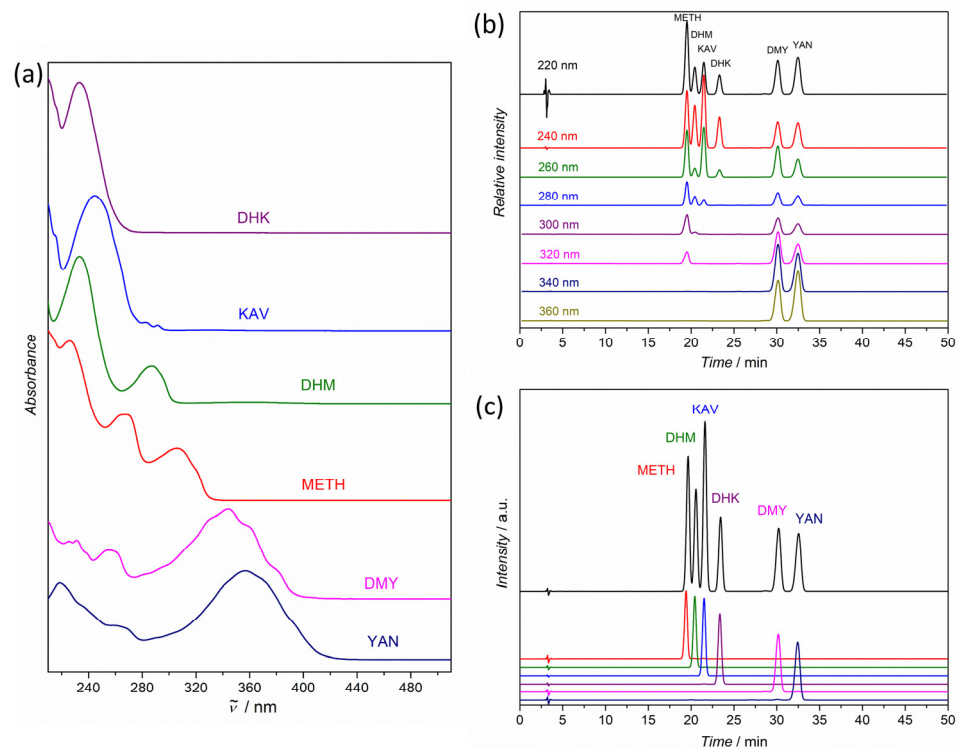 (a)
DHK
KAV
DHM
METH
DMY
YAN
Absorbance
240 280 320 360 400 440 480
ṽ / nm
(b)
METH
DHM
KAV
DHK
DMY
YAN
220 nm
240 nm
260 nm
280 nm
300 nm
320 nm
340 nm
360 nm
Relative intensity
0 5 10 15 20 25 30 35 40 45 50
Time / min
(c)
KAV
DHM
METH
DHK
DMY
YAN
Intensity / a.u.
0 5 10 15 20 25 30 35 40 45 50
Time / min